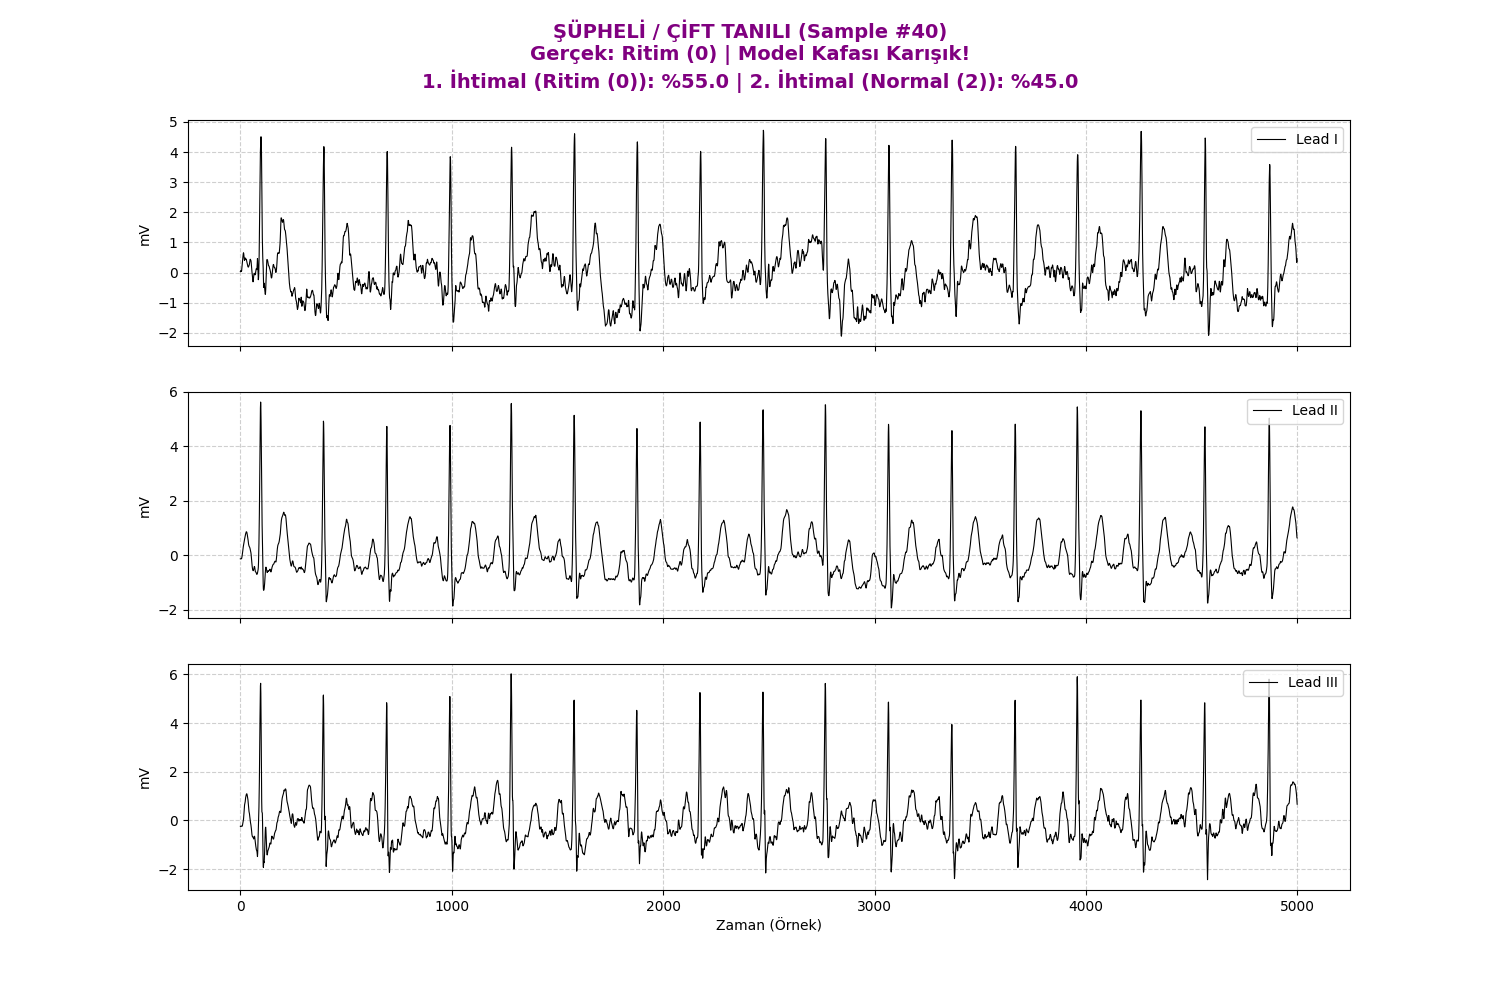 ŞÜPHELİ / ÇİFT TANILI (Sample #40)
Gerçek: Ritim (0) | Model Kafası Karışık!
1. İhtimal (Ritim (0)): %55.0 | 2. İhtimal (Normal (2)): %45.0
5
4
3
2
1
0
−1
−2
mV
Lead I
6
4
2
0
−2
mV
Lead II
6
4
2
0
−2
mV
Lead III
0 1000 2000 3000 4000 5000
Zaman (Örnek)